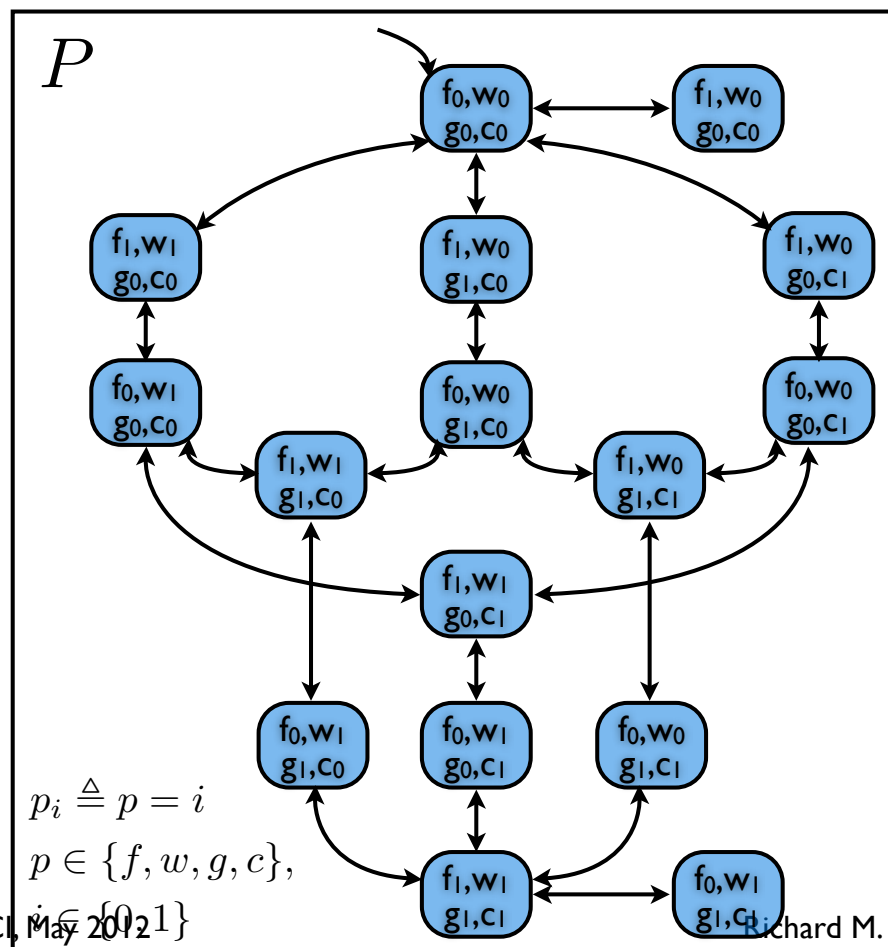 P
f₀,w₀
g₀,c₀
f₁,w₀
g₀,c₀
f₁,w₁
g₀,c₀
f₁,w₀
g₁,c₀
f₁,w₀
g₀,c₁
f₀,w₁
g₀,c₀
f₀,w₀
g₁,c₀
f₀,w₀
g₀,c₁
f₁,w₁
g₁,c₀
f₁,w₀
g₁,c₁
f₁,w₁
g₀,c₁
f₀,w₁
g₁,c₀
f₀,w₁
g₀,c₁
f₀,w₀
g₁,c₁
f₁,w₁
g₁,c₁
f₀,w₁
g₁,c₁
pᵢ ≜ p = i
p ∈ {f, w, g, c},
i ∈ {0, 1}
CI, May 2012
Richard M.